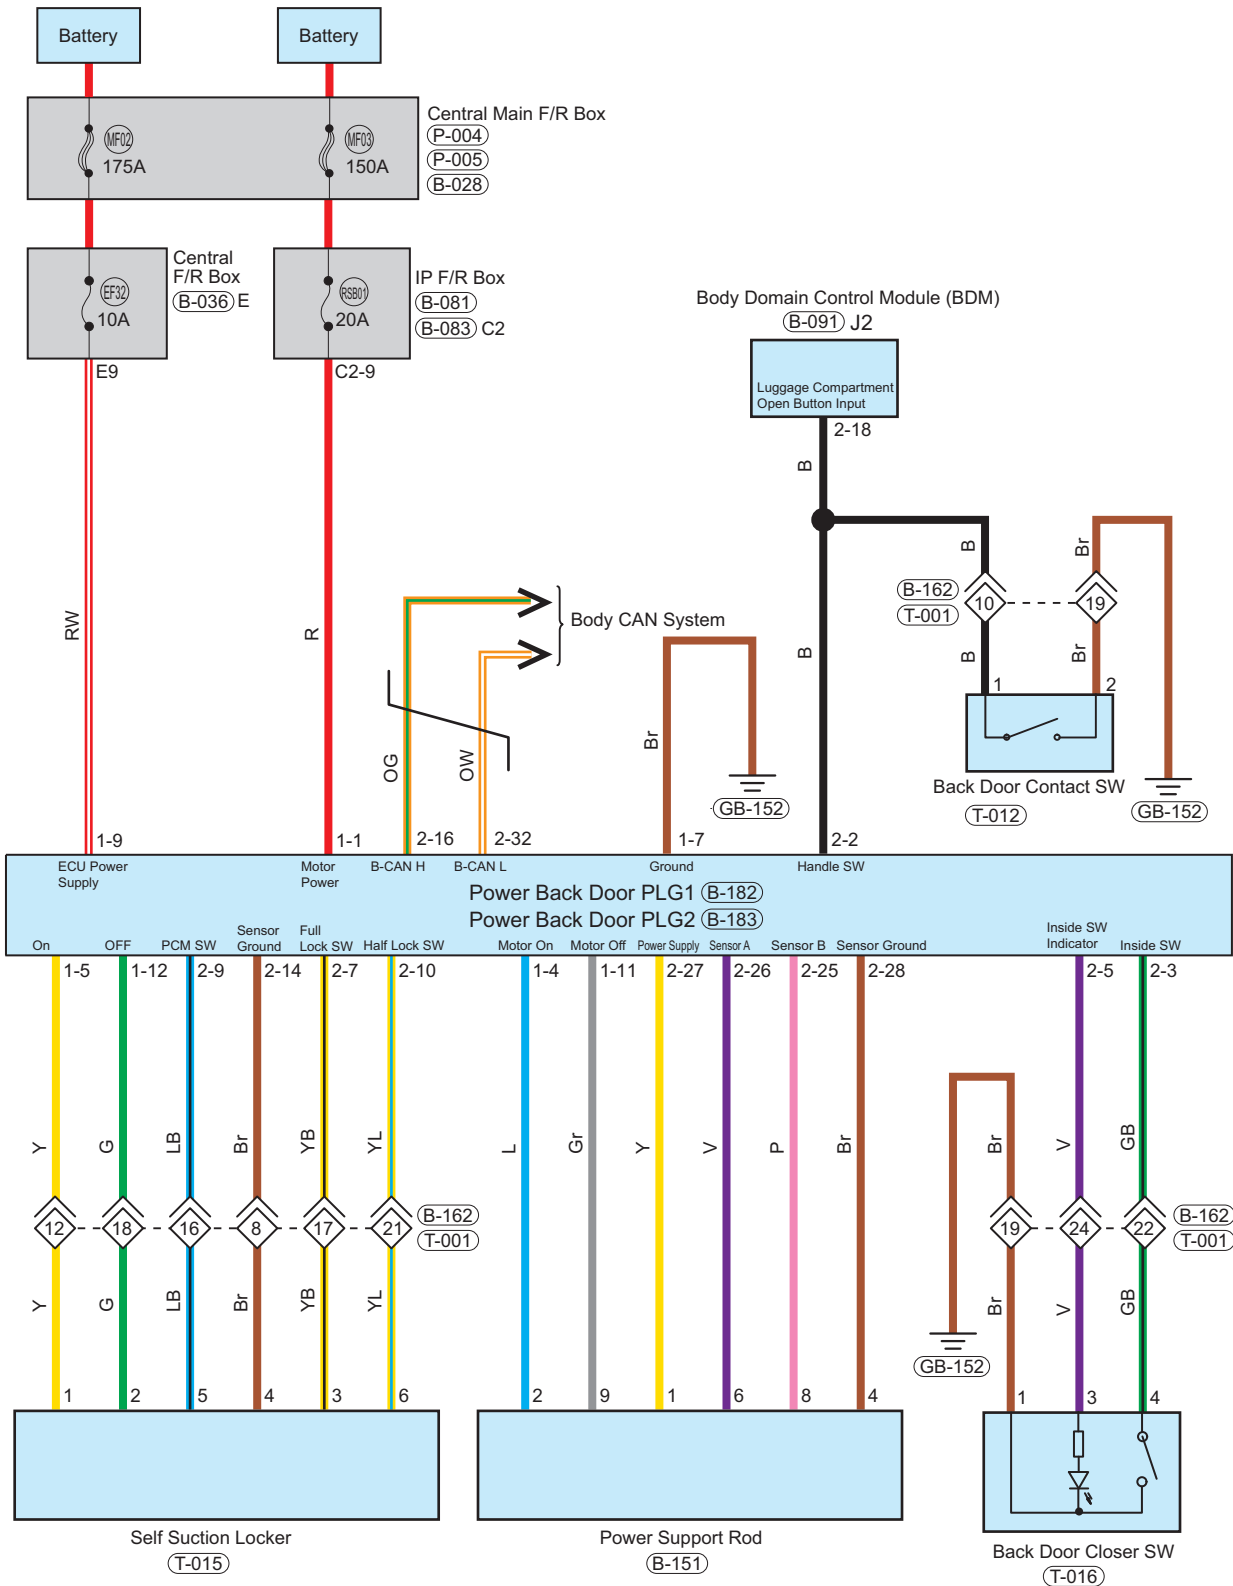 Battery
Battery
Central Main F/R Box
P-004
P-005
B-028
MF02
175A
MF03
150A
Central
F/R Box
B-036 E
EF32
10A
E9
IP F/R Box
B-081
B-083 C2
RSB01
20A
C2-9
Body Domain Control Module (BDM)
B-091 J2
Luggage Compartment
Open Button Input
2-18
B
B
Br
B-162
T-001
10
19
B
Br
1
2
Back Door Contact SW
T-012
GB-152
RW
R
Body CAN System
OG
OW
Br
GB-152
B
1-9
1-1
2-16
2-32
1-7
2-2
ECU Power
Supply
Motor
Power
B-CAN H
B-CAN L
Ground
Handle SW
Power Back Door PLG1 B-182
Power Back Door PLG2 B-183
On
OFF
PCM SW
Sensor
Ground
Full
Lock SW
Half Lock SW
Motor On
Motor Off
Power Supply
Sensor A
Sensor B
Sensor Ground
Inside SW
Indicator
Inside SW
1-5
1-12
2-9
2-14
2-7
2-10
1-4
1-11
2-27
2-26
2-25
2-28
2-5
2-3
Y
G
LB
Br
YB
YL
L
Gr
Y
V
P
Br
Br
V
GB
12
18
16
8
17
21
B-162
T-001
19
24
22
B-162
T-001
Y
G
LB
Br
YB
YL
Br
V
GB
GB-152
1
2
5
4
3
6
2
9
1
6
8
4
1
3
4
Self Suction Locker
T-015
Power Support Rod
B-151
Back Door Closer SW
T-016